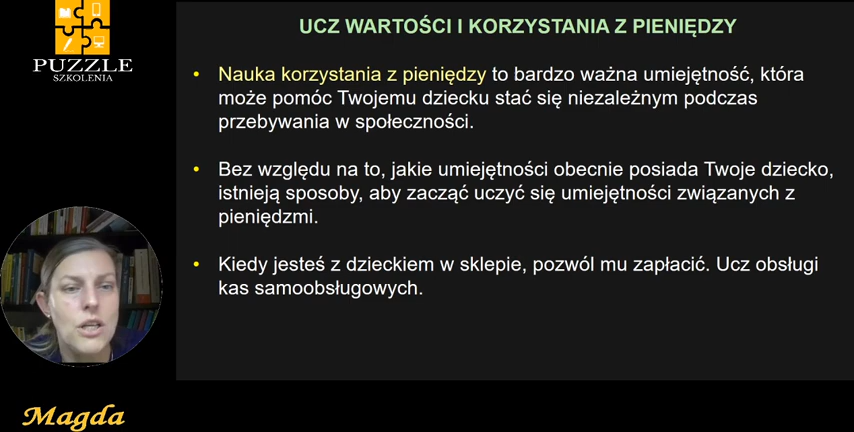 PUZZLE
SZKOLENIA
UCZ WARTOŚCI I KORZYSTANIA Z PIENIĘDZY
• Nauka korzystania z pieniędzy to bardzo ważna umiejętność, która
może pomóc Twojemu dziecku stać się niezależnym podczas
przebywania w społeczności.
• Bez względu na to, jakie umiejętności obecnie posiada Twoje dziecko,
istnieją sposoby, aby zacząć uczyć się umiejętności związanych z
pieniędzmi.
• Kiedy jesteś z dzieckiem w sklepie, pozwól mu zapłacić. Ucz obsługi
kas samoobsługowych.
Magda